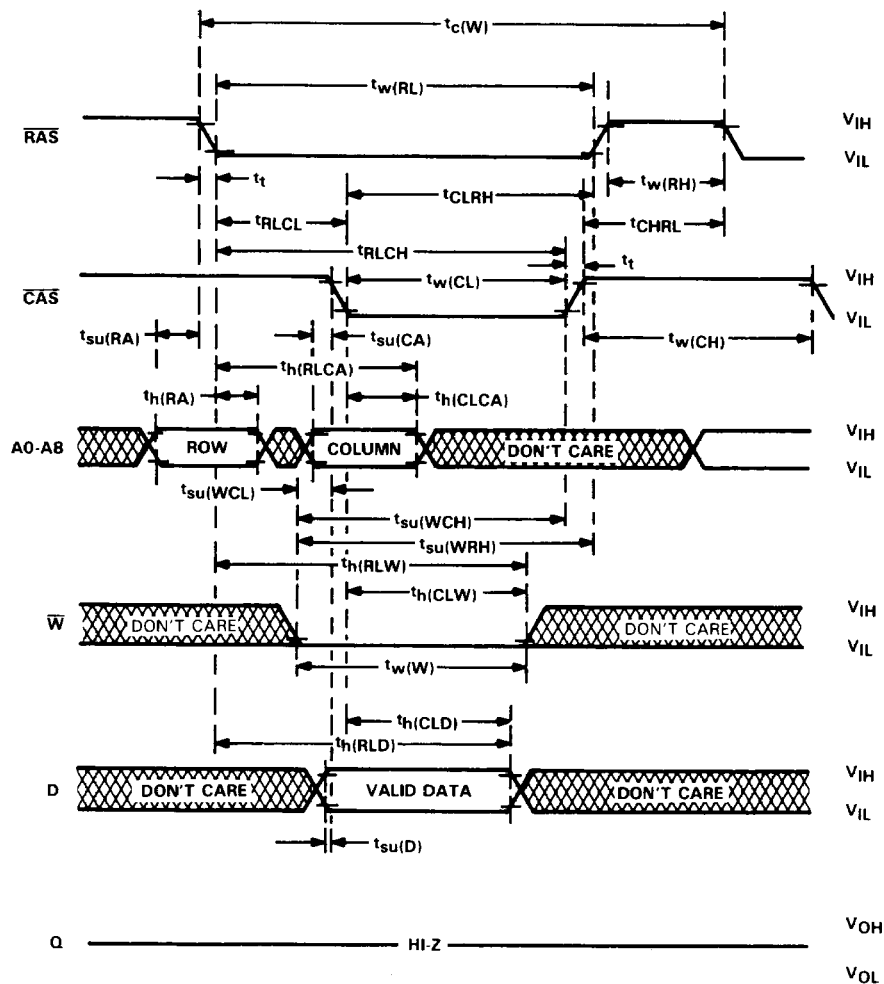 tc(W)
tw(RL)
RAS
VIH
VIL
tt
tCLRH
tw(RH)
tRLCL
tCHRL
tRLCH
tw(CL)
tt
CAS
VIH
VIL
tsu(RA)
tsu(CA)
tw(CH)
th(RLCA)
th(RA)
th(CLCA)
A0-A8
ROW
COLUMN
DON'T CARE
VIH
VIL
tsu(WCL)
tsu(WCH)
tsu(WRH)
th(RLW)
th(CLW)
W
DON'T CARE
DON'T CARE
VIH
VIL
tw(W)
th(CLD)
th(RLD)
D
DON'T CARE
VALID DATA
DON'T CARE
VIH
VIL
tsu(D)
Q
HI-Z
VOH
VOL